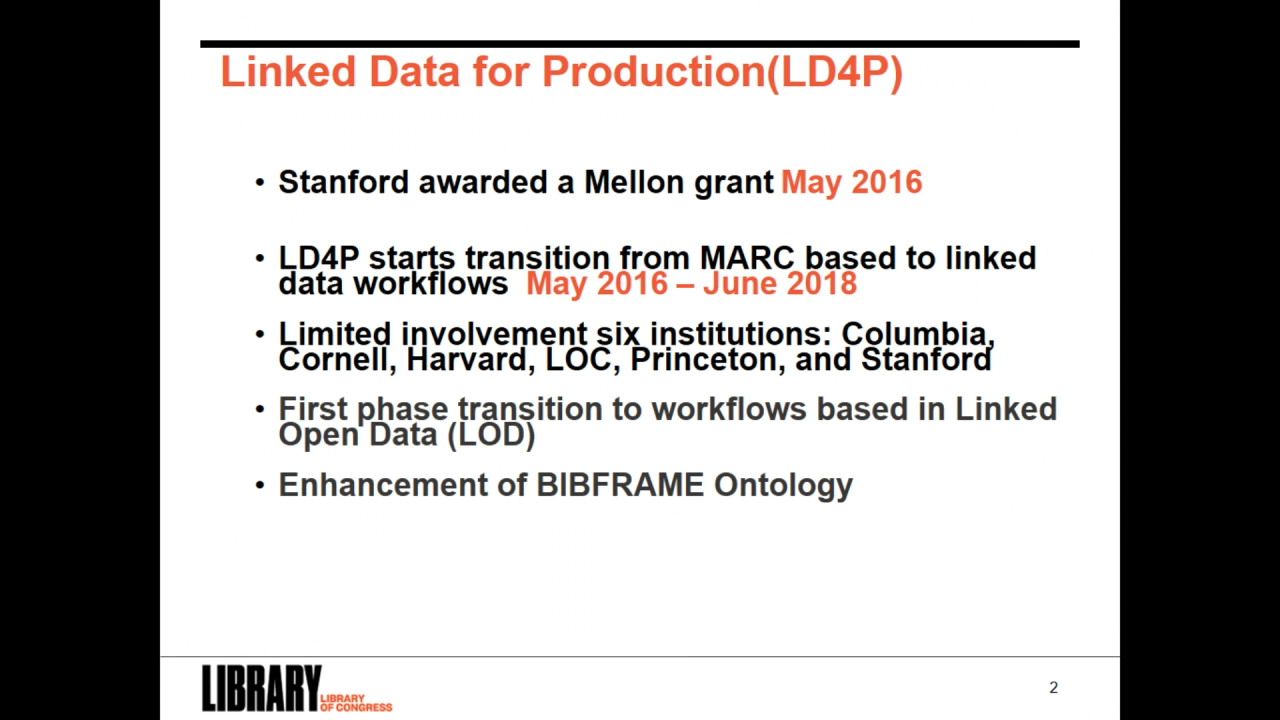 Linked Data for Production(LD4P)
• Stanford awarded a Mellon grant May 2016
• LD4P starts transition from MARC based to linked
data workflows May 2016 – June 2018
• Limited involvement six institutions: Columbia,
Cornell, Harvard, LOC, Princeton, and Stanford
• First phase transition to workflows based in Linked
Open Data (LOD)
• Enhancement of BIBFRAME Ontology
LIBRARY
LIBRARY
OF CONGRESS
2